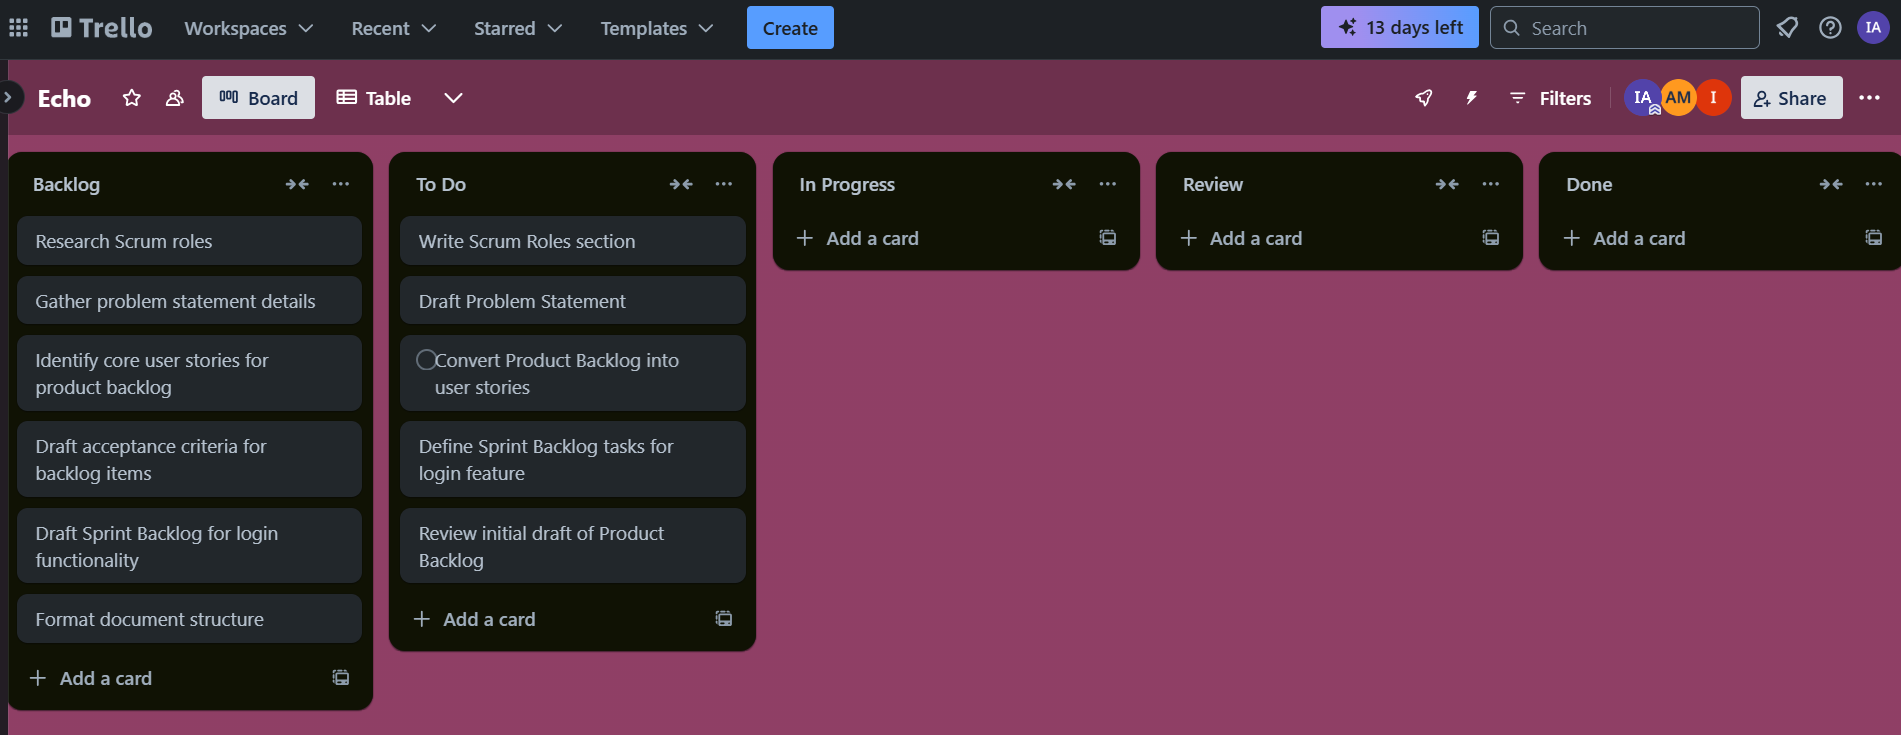 Trello Workspaces Recent Starred Templates Create 13 days left Search IA
Echo Board Table Filters IA AM I Share
Backlog
Research Scrum roles
Gather problem statement details
Identify core user stories for
product backlog
Draft acceptance criteria for
backlog items
Draft Sprint Backlog for login
functionality
Format document structure
Add a card
To Do
Write Scrum Roles section
Draft Problem Statement
Convert Product Backlog into
user stories
Define Sprint Backlog tasks for
login feature
Review initial draft of Product
Backlog
Add a card
In Progress
Add a card
Review
Add a card
Done
Add a card